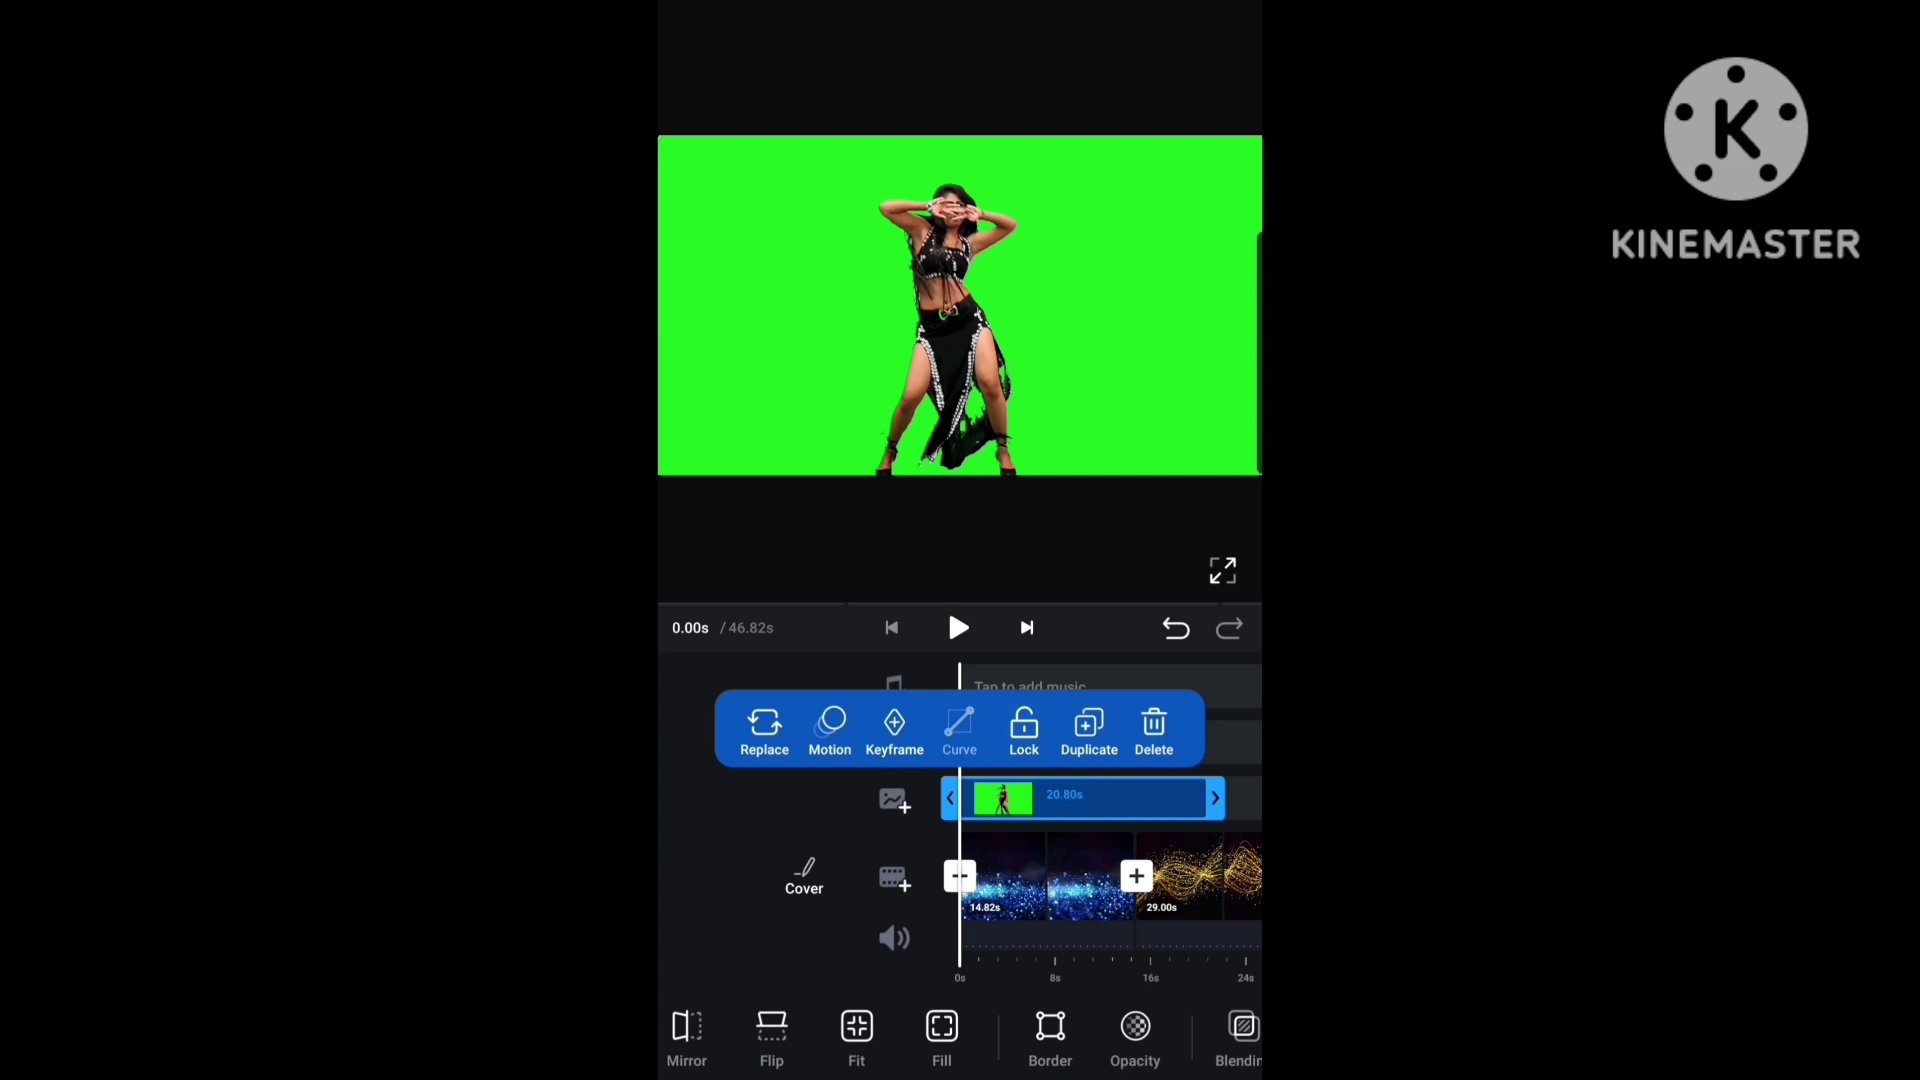 K
KINEMASTER
0.00s / 46.82s
Tap to add music
Replace Motion Keyframe Curve Lock Duplicate Delete
20.80s
Cover
14.82s 29.00s
0s 8s 16s 24s
Mirror Flip Fit Fill Border Opacity Blendin